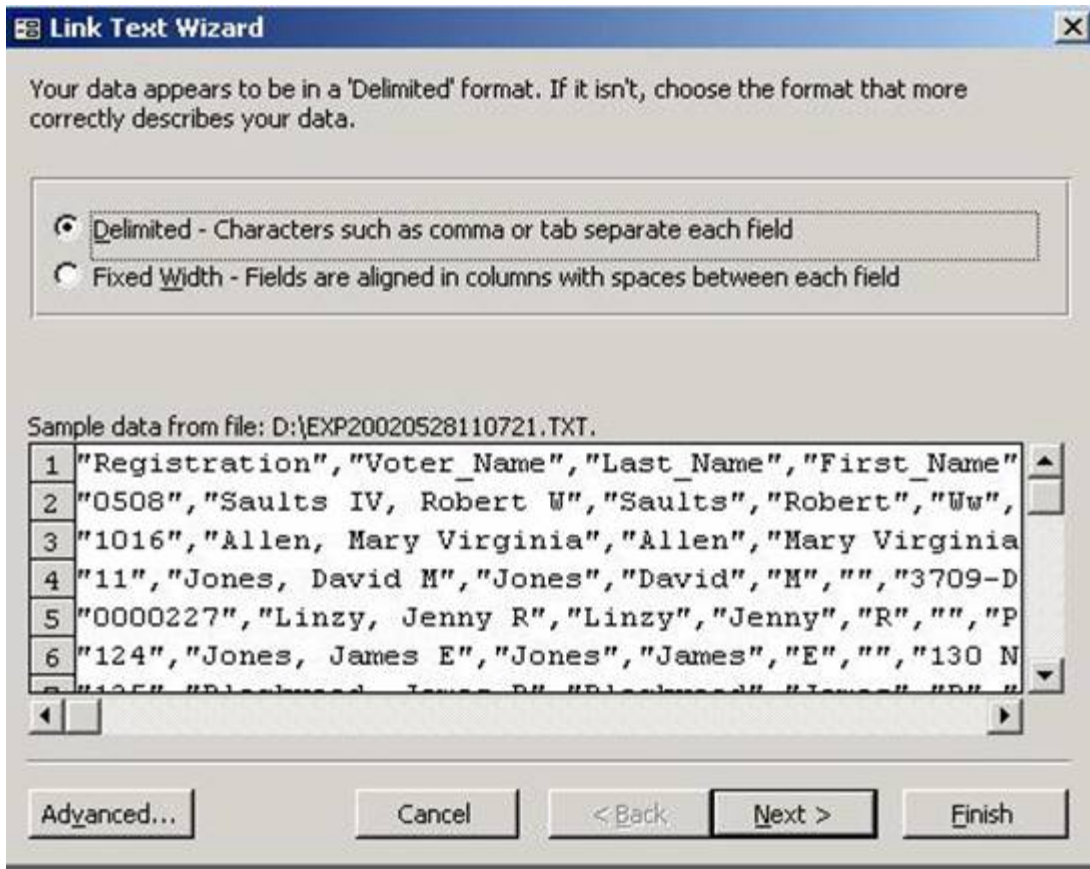 Link Text Wizard
Your data appears to be in a 'Delimited' format. If it isn't, choose the format that more
correctly describes your data.
Delimited - Characters such as comma or tab separate each field
Fixed Width - Fields are aligned in columns with spaces between each field
Sample data from file: D:\EXP20020528110721.TXT.
1 "Registration","Voter_Name","Last_Name","First_Name"
2 "0508","Saults IV, Robert W","Saults","Robert","Ww",
3 "1016","Allen, Mary Virginia","Allen","Mary Virginia
4 "11","Jones, David M","Jones","David","M","","3709-D
5 "0000227","Linzy, Jenny R","Linzy","Jenny","R","","P
6 "124","Jones, James E","Jones","James","E","","130 N
Advanced... Cancel < Back Next > Finish